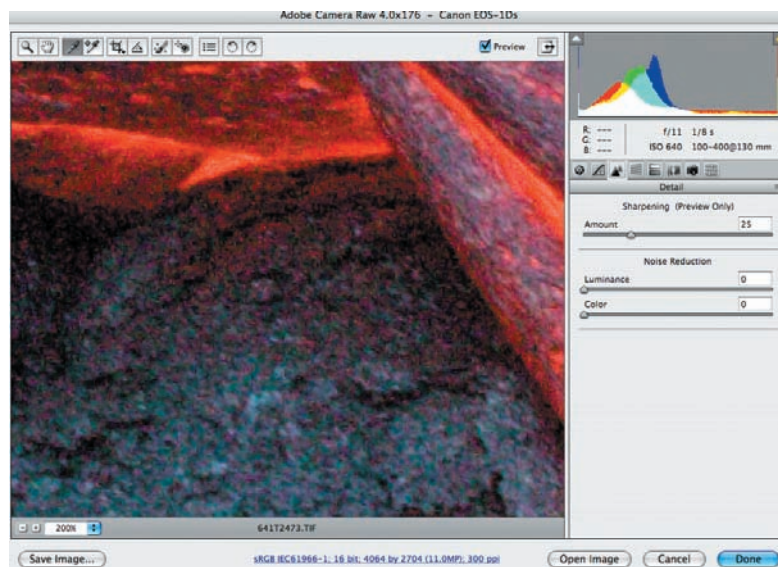 Adobe Camera Raw 4.0x176 - Canon EOS-1Ds
Preview
R: ---
G: ---
B: ---
f/11 1/8 s
ISO 640 100-400@130 mm
Detail
Sharpening (Preview Only)
Amount 25
Noise Reduction
Luminance 0
Color 0
200%
641T2473.TIF
Save Image...
sRGB IEC61966-1; 16 bit; 4064 by 2704 (11.0MP); 300 ppi
Open Image
Cancel
Done